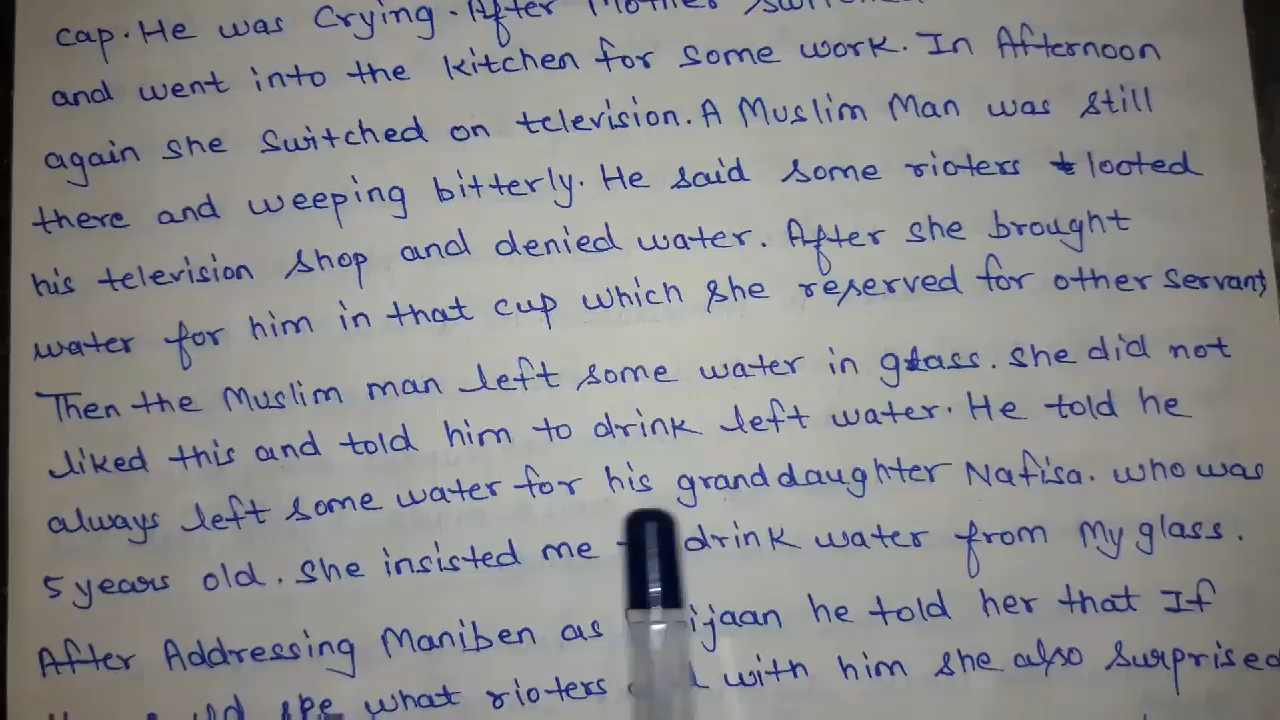 cap. He was Crying. After
and went into the kitchen for some work. In Afternoon
again she switched on television. A Muslim Man was still
there and weeping bitterly. He said some rioters looted
his television shop and denied water. After she brought
water for him in that cup which she reserved for other servants
Then the Muslim man left some water in glass. she did not
liked this and told him to drink left water. He told he
always left some water for his granddaughter Nafisa. who was
5 years old. she insisted me drink water from My glass.
After Addressing Maniben as he told her that If
what rioters with him she also surprised